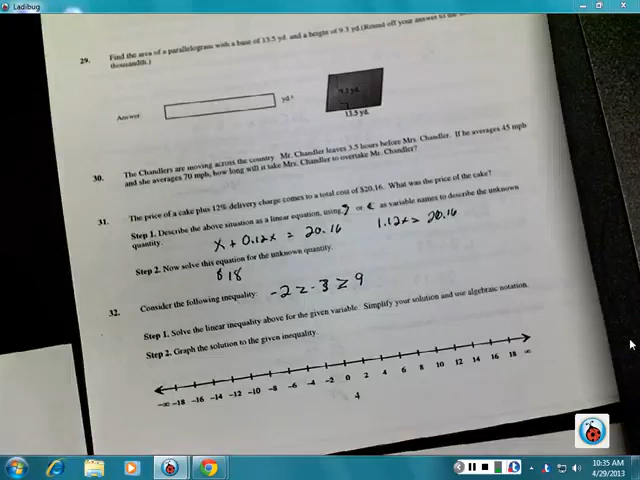 Ladibug
29. Find the area of a parallelogram with a base of 13.5 yd. and a height of 9.3 yd.(Round off your answer to the
thousandth.)
Answer yd.²
9.3 yd.
13.5 yd.
30. The Chandlers are moving across the country. Mr. Chandler leaves 3.5 hours before Mrs. Chandler. If he averages 45 mph
and she averages 70 mph, how long will it take Mrs. Chandler to overtake Mr. Chandler?
31. The price of a cake plus 12% delivery charge comes to a total cost of $20.16. What was the price of the cake?
Step 1. Describe the above situation as a linear equation, using or as variable names to describe the unknown
quantity. x + 0.12x = 20.16 1.12x = 20.16
Step 2. Now solve this equation for the unknown quantity.
$18
32. Consider the following inequality: -2 ≥ -3 ≥ 9
Step 1. Solve the linear inequality above for the given variable. Simplify your solution and use algebraic notation.
Step 2. Graph the solution to the given inequality.
-∞ -18 -16 -14 -12 -10 -8 -6 -4 -2 0 2 4 6 8 10 12 14 16 18 ∞
4
10:35 AM
4/29/2013